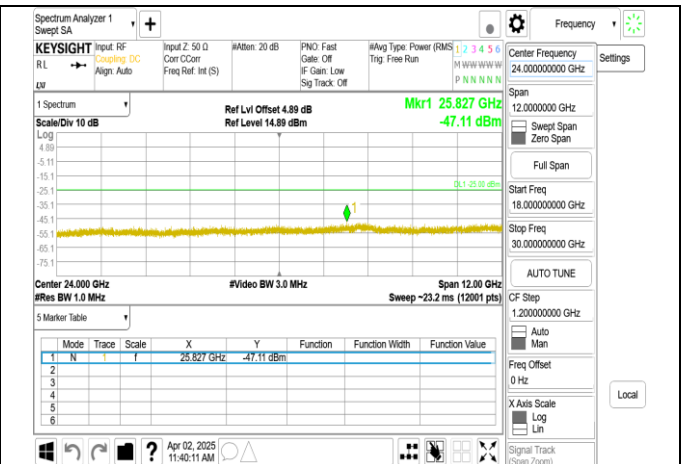 Spectrum Analyzer 1
Swept SA
+
Frequency
KEYSIGHT
RL
LXI
Input: RF
Coupling: DC
Align: Auto
Input Z: 50 Ω
Corr CCorr
Freq Ref: Int (S)
#Atten: 20 dB
PNO: Fast
Gate: Off
IF Gain: Low
Sig Track: Off
#Avg Type: Power (RMS
Trig: Free Run
1 2 3 4 5 6
M W W W W W
P N N N N N
Center Frequency
24.000000000 GHz
Settings
Span
12.0000000 GHz
Swept Span
Zero Span
Full Span
Start Freq
18.000000000 GHz
Stop Freq
30.000000000 GHz
AUTO TUNE
CF Step
1.200000000 GHz
Auto
Man
Freq Offset
0 Hz
X Axis Scale
Log
Lin
Signal Track
(Span Zoom)
Local
1 Spectrum
Scale/Div 10 dB
Ref Lvl Offset 4.89 dB
Ref Level 14.89 dBm
Mkr1 25.827 GHz
-47.11 dBm
Log
4.89
-5.11
-15.1
-25.1
-35.1
-45.1
-55.1
-65.1
-75.1
DL1 -25.00 dBm
1
Center 24.000 GHz
#Video BW 3.0 MHz
Span 12.00 GHz
#Res BW 1.0 MHz
Sweep ~23.2 ms (12001 pts)
5 Marker Table
Mode Trace Scale X Y Function Function Width Function Value
1 N 1 f 25.827 GHz -47.11 dBm
2
3
4
5
6
?
Apr 02, 2025
11:40:11 AM